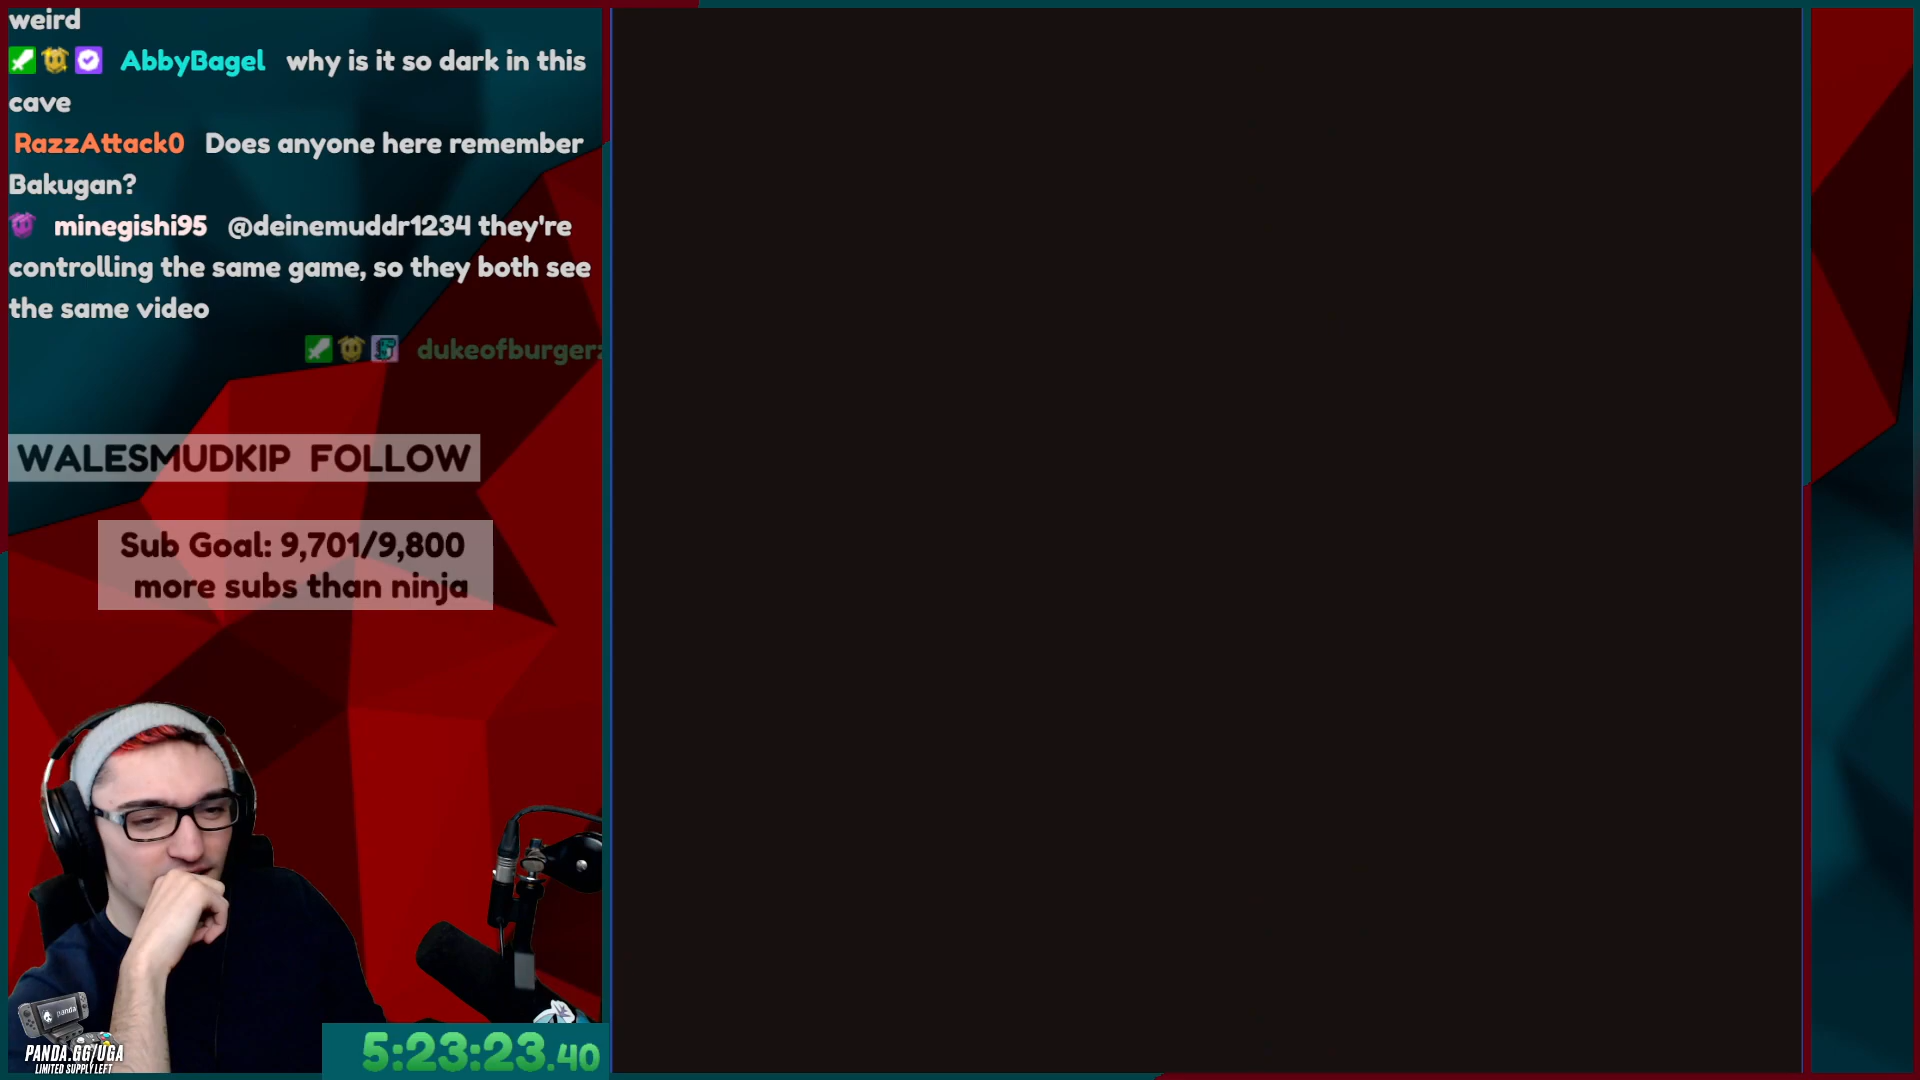 weird
AbbyBagel why is it so dark in this
cave
RazzAttack0 Does anyone here remember
Bakugan?
minegishi95 @deinemuddr1234 they're
controlling the same game, so they both see
the same video
dukeofburgerz
WALESMUDKIP FOLLOW
Sub Goal: 9,701/9,800
more subs than ninja
panda
PANDA.GG/UGA
LIMITED SUPPLY LEFT
5:23:23.40